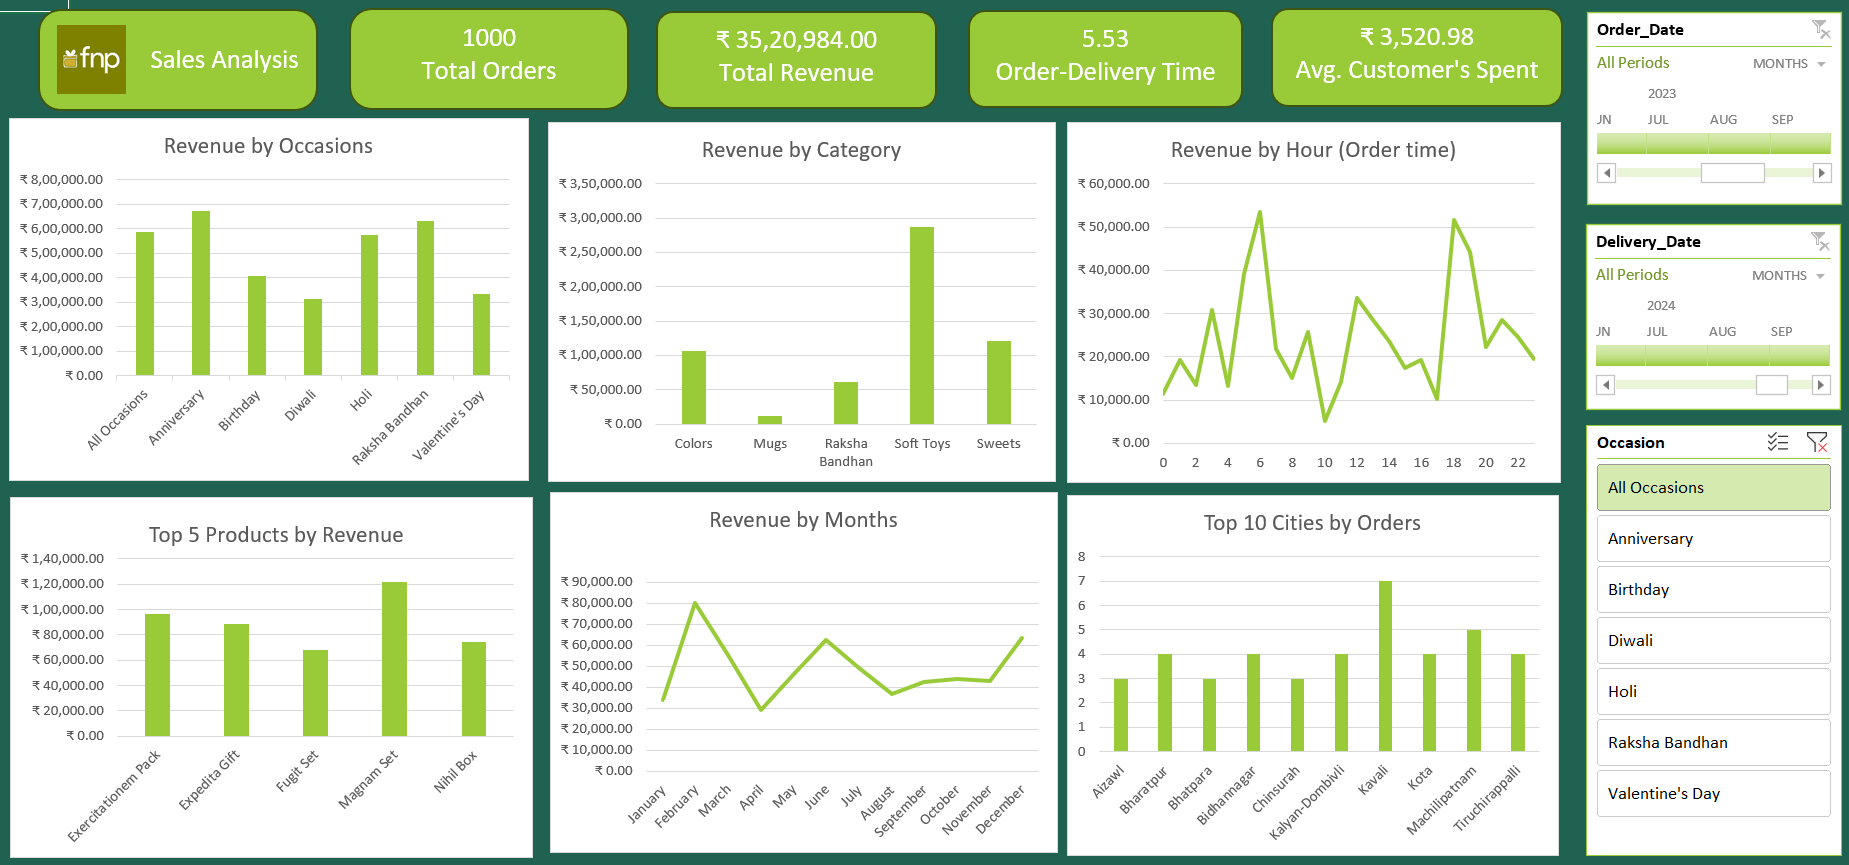 fnp
Sales Analysis
1000
Total Orders
₹ 35,20,984.00
Total Revenue
5.53
Order-Delivery Time
₹ 3,520.98
Avg. Customer's Spent
Revenue by Occasions
₹ 8,00,000.00
₹ 7,00,000.00
₹ 6,00,000.00
₹ 5,00,000.00
₹ 4,00,000.00
₹ 3,00,000.00
₹ 2,00,000.00
₹ 1,00,000.00
₹ 0.00
All Occasions
Anniversary
Birthday
Diwali
Holi
Raksha Bandhan
Valentine's Day
Revenue by Category
₹ 3,50,000.00
₹ 3,00,000.00
₹ 2,50,000.00
₹ 2,00,000.00
₹ 1,50,000.00
₹ 1,00,000.00
₹ 50,000.00
₹ 0.00
Colors Mugs Raksha Soft Toys Sweets
Bandhan
Revenue by Hour (Order time)
₹ 60,000.00
₹ 50,000.00
₹ 40,000.00
₹ 30,000.00
₹ 20,000.00
₹ 10,000.00
₹ 0.00
0 2 4 6 8 10 12 14 16 18 20 22
Top 5 Products by Revenue
₹ 1,40,000.00
₹ 1,20,000.00
₹ 1,00,000.00
₹ 80,000.00
₹ 60,000.00
₹ 40,000.00
₹ 20,000.00
₹ 0.00
Exercitationem Pack
Expedita Gift
Fugit Set
Magnam Set
Nihil Box
Revenue by Months
₹ 90,000.00
₹ 80,000.00
₹ 70,000.00
₹ 60,000.00
₹ 50,000.00
₹ 40,000.00
₹ 30,000.00
₹ 20,000.00
₹ 10,000.00
₹ 0.00
January
February
March
April
May
June
July
August
September
October
November
December
Top 10 Cities by Orders
8
7
6
5
4
3
2
1
0
Aizawl
Bharatpur
Bhatpara
Bidhannagar
Chinsurah
Kalyan-Dombivli
Kavali
Kota
Machilipatnam
Tiruchirappalli
Order_Date
All Periods MONTHS
2023
JN JUL AUG SEP
Delivery_Date
All Periods MONTHS
2024
JN JUL AUG SEP
Occasion
All Occasions
Anniversary
Birthday
Diwali
Holi
Raksha Bandhan
Valentine's Day